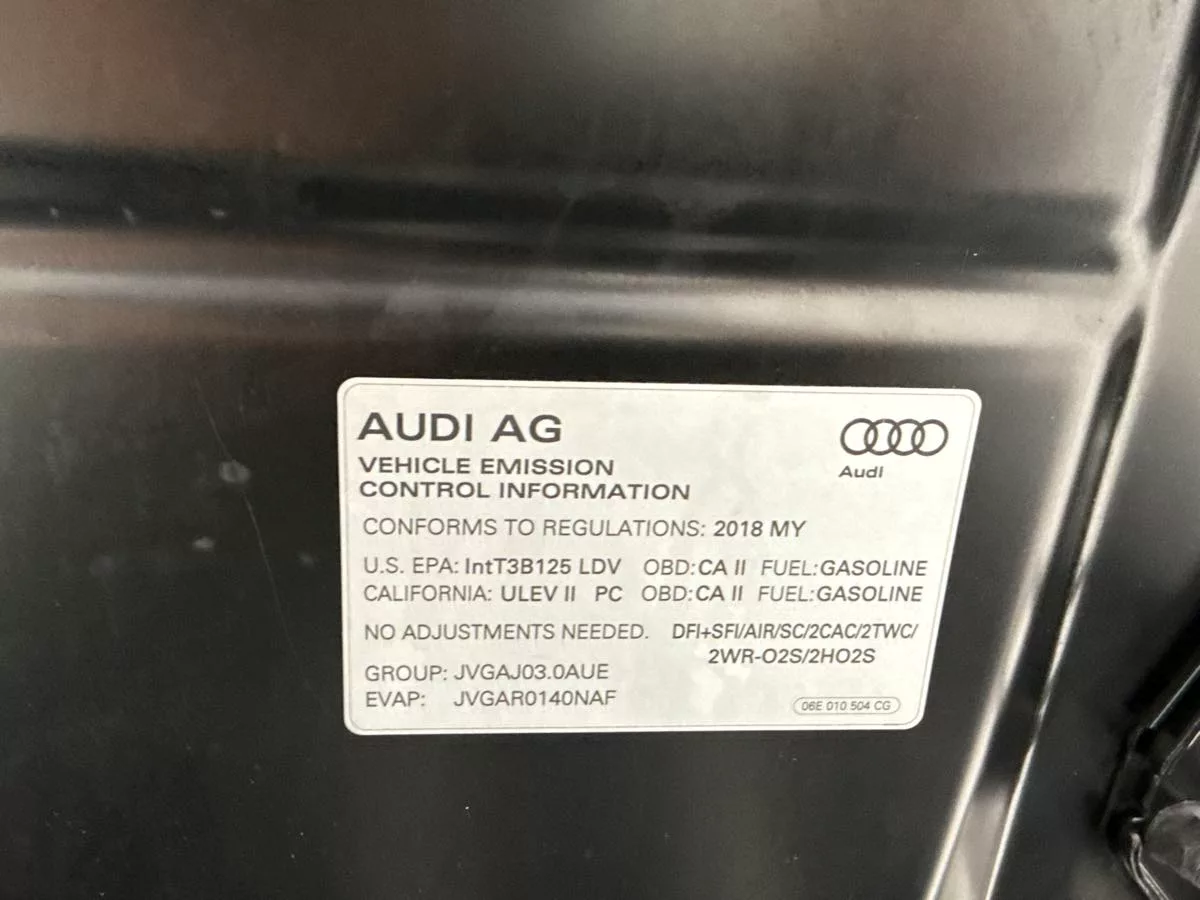 AUDI AG
Audi
VEHICLE EMISSION
CONTROL INFORMATION
CONFORMS TO REGULATIONS: 2018 MY
U.S. EPA: IntT3B125 LDV OBD:CA II FUEL:GASOLINE
CALIFORNIA: ULEV II PC OBD:CA II FUEL:GASOLINE
NO ADJUSTMENTS NEEDED. DFI+SFI/AIR/SC/2CAC/2TWC/
2WR-O2S/2HO2S
GROUP: JVGAJ03.0AUE
EVAP: JVGAR0140NAF
06E 010 504 CG